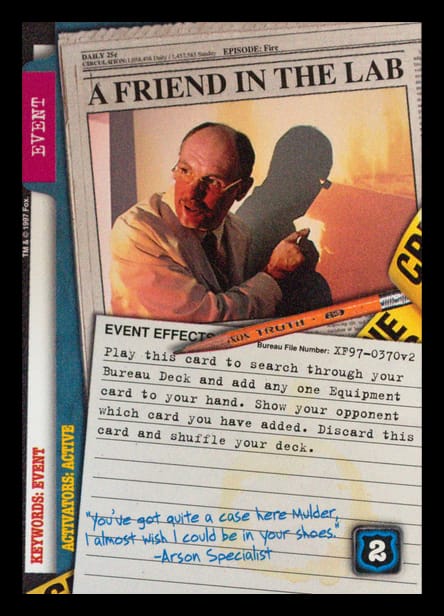 DAILY 25¢
EPISODE: Fire
A FRIEND IN THE LAB
EVENT
TM & © 1997 Fox.
EVENT EFFECTS
TRUTH
Bureau File Number: XF97-0370v2
Play this card to search through your
Bureau Deck and add any one Equipment
card to your hand. Show your opponent
which card you have added. Discard this
card and shuffle your deck.
KEYWORDS: EVENT
ACTIVATORS: ACTIVE
"You've got quite a case here Mulder,
I almost wish I could be in your shoes."
-Arson Specialist
2